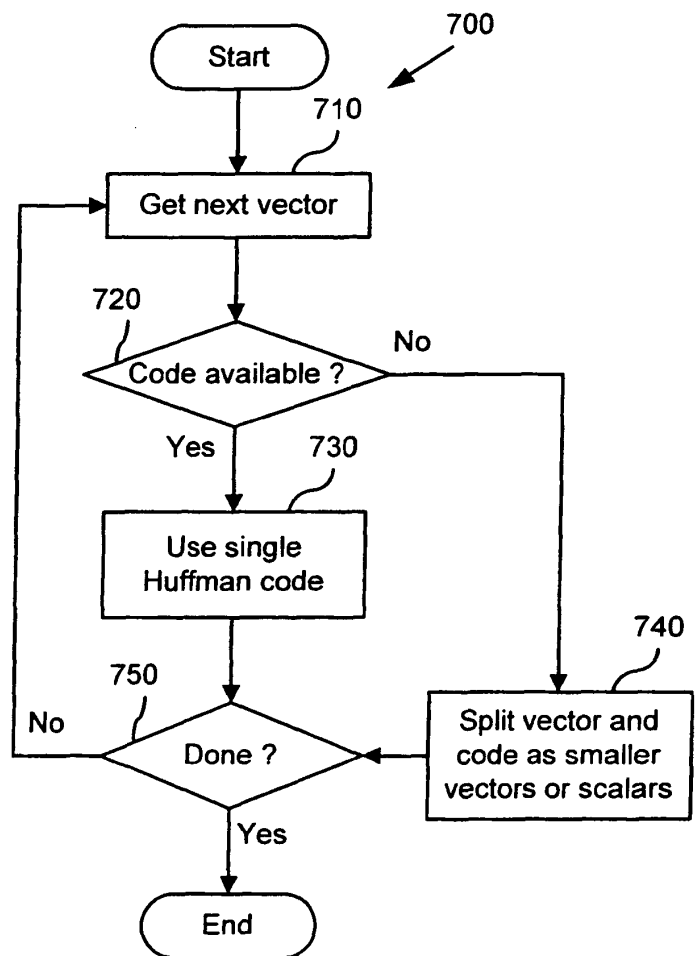 700
Start
710
Get next vector
720
Code available ?
No
Yes
730
Use single
Huffman code
740
Split vector and
code as smaller
vectors or scalars
750
No
Done ?
Yes
End